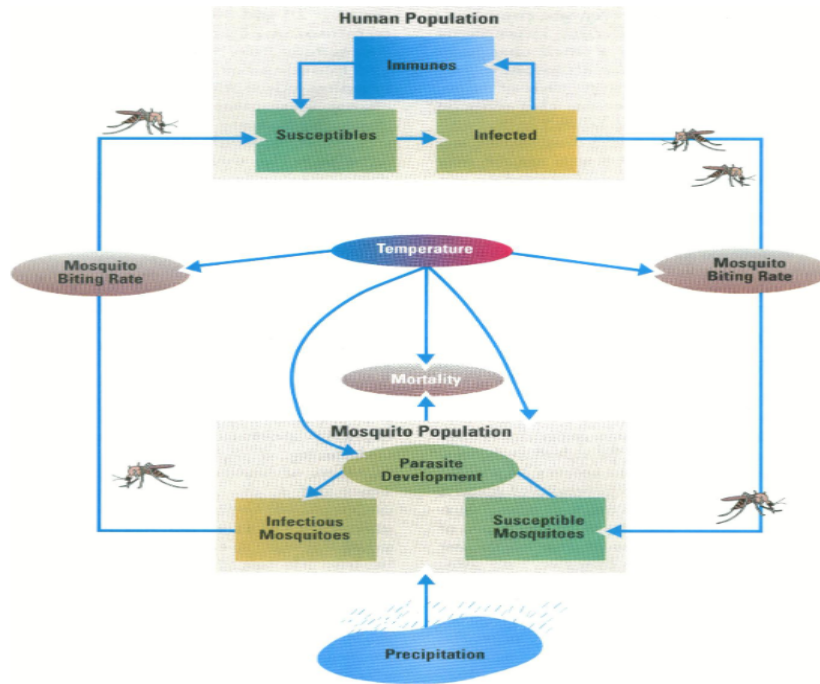 Human Population
Immunes
Susceptibles
Infected
Temperature
Mosquito
Biting Rate
Mosquito
Biting Rate
Mortality
Mosquito Population
Parasite
Development
Infectious
Mosquitoes
Susceptible
Mosquitoes
Precipitation